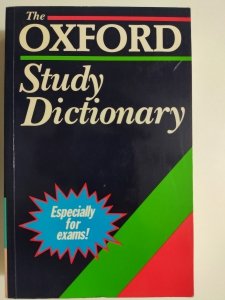 The
OXFORD
Study
Dictionary
Especially
for
exams!